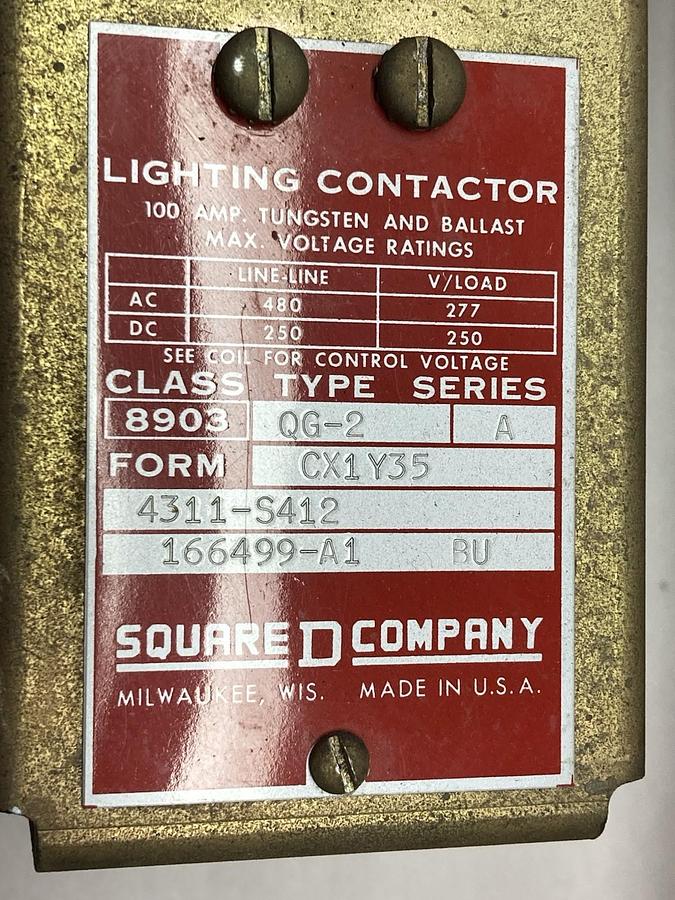 LIGHTING CONTACTOR
100 AMP. TUNGSTEN AND BALLAST
MAX. VOLTAGE RATINGS
LINE-LINE V/LOAD
AC 480 277
DC 250 250
SEE COIL FOR CONTROL VOLTAGE
CLASS TYPE SERIES
8903 QG-2 A
FORM CX1Y35
4311-S412
166499-A1 BU
SQUARE D COMPANY
MILWAUKEE, WIS. MADE IN U.S.A.